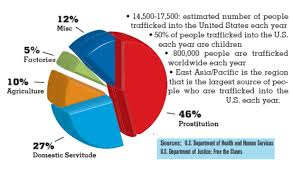 12%
Misc
5%
Factories
10%
Agriculture
27%
Domestic Servitude
46%
Prostitution
• 14,500-17,500: estimated number of people
trafficked into the United States each year
• 50% of people trafficked into the U.S.
each year are children
• 800,000 people are trafficked
worldwide each year
• East Asia/Pacific is the region
that is the largest source of peo-
ple who are trafficked into the
U.S. each year.
Sources: U.S. Department of Health and Human Services
U.S. Department of Justice; Free the Slaves